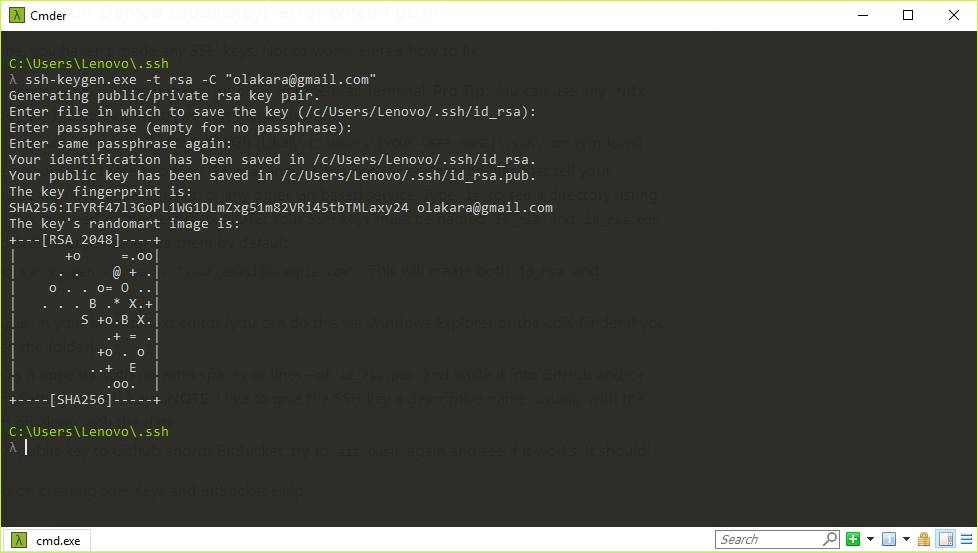 Cmder
C:\Users\Lenovo\.ssh
λ ssh-keygen.exe -t rsa -C "olakara@gmail.com"
Generating public/private rsa key pair.
Enter file in which to save the key (/c/Users/Lenovo/.ssh/id_rsa):
Enter passphrase (empty for no passphrase):
Enter same passphrase again:
Your identification has been saved in /c/Users/Lenovo/.ssh/id_rsa.
Your public key has been saved in /c/Users/Lenovo/.ssh/id_rsa.pub.
The key fingerprint is:
SHA256:IFYRf47l3GoPL1WG1DLmZxg51m82VRi45tbTMLaxy24 olakara@gmail.com
The key's randomart image is:
+---[RSA 2048]----+
|      +o     =.oo|
|     . .    @ + .|
|    o . . o= O ..|
|   . . . B .* X.+|
|        S +o.B X.|
|           .+ = .|
|          +o . o |
|         ..+  E  |
|           .oo.  |
+----[SHA256]-----+
C:\Users\Lenovo\.ssh
λ
cmd.exe
Search